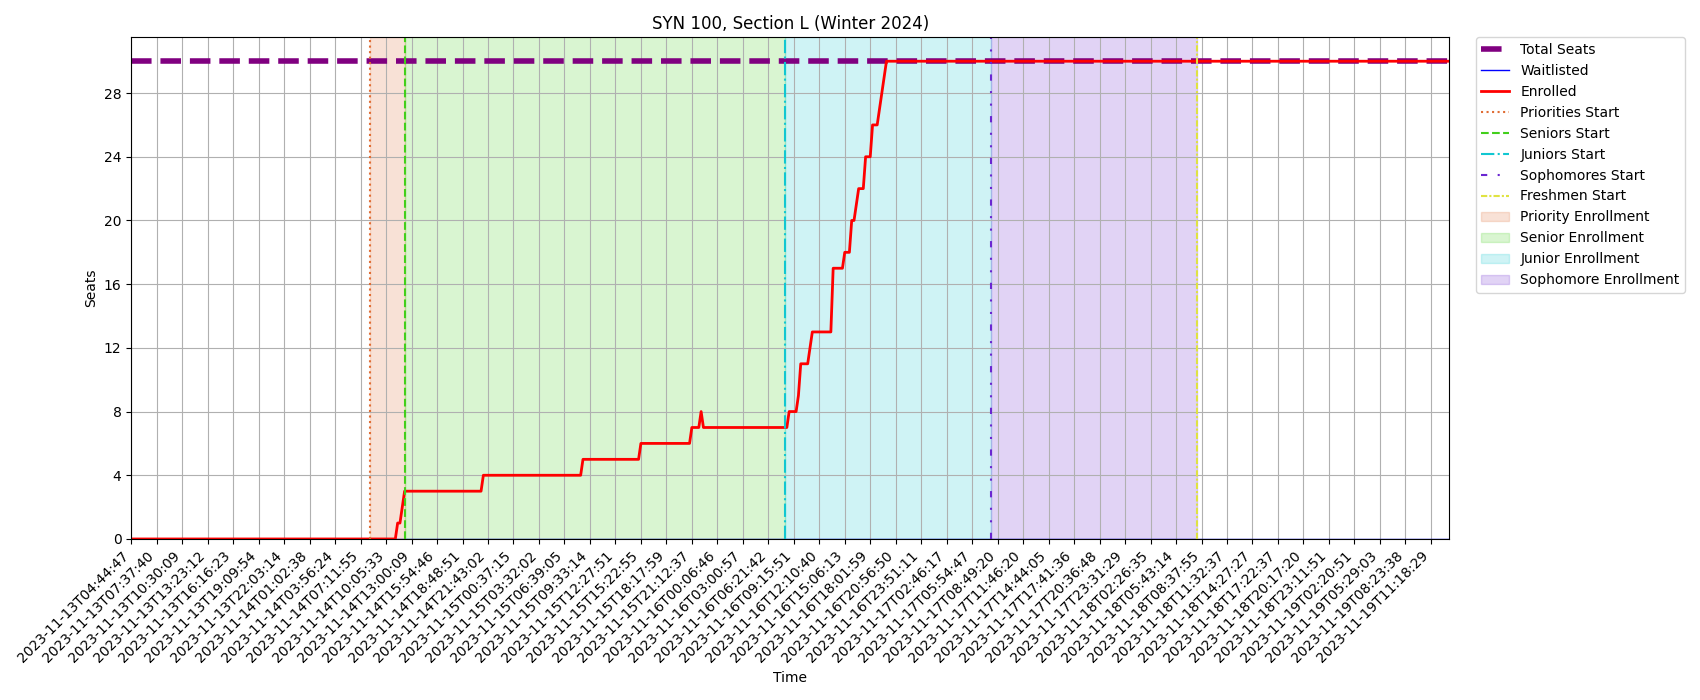 SYN 100, Section L (Winter 2024)
Total Seats
Waitlisted
Enrolled
Priorities Start
Seniors Start
Juniors Start
Sophomores Start
Freshmen Start
Priority Enrollment
Senior Enrollment
Junior Enrollment
Sophomore Enrollment
Seats
28
24
20
16
12
8
4
0
2023-11-13T04:44:47
2023-11-13T07:37:40
2023-11-13T10:30:09
2023-11-13T13:23:12
2023-11-13T16:16:23
2023-11-13T19:09:54
2023-11-13T22:03:14
2023-11-14T01:02:38
2023-11-14T03:56:24
2023-11-14T07:11:55
2023-11-14T10:05:33
2023-11-14T13:00:09
2023-11-14T15:54:46
2023-11-14T18:48:51
2023-11-14T21:43:02
2023-11-15T00:37:15
2023-11-15T03:32:02
2023-11-15T06:39:05
2023-11-15T09:33:14
2023-11-15T12:27:51
2023-11-15T15:22:55
2023-11-15T18:17:59
2023-11-15T21:12:37
2023-11-16T00:06:46
2023-11-16T03:00:57
2023-11-16T06:21:42
2023-11-16T09:15:51
2023-11-16T12:10:40
2023-11-16T15:06:13
2023-11-16T18:01:59
2023-11-16T20:56:50
2023-11-16T23:51:11
2023-11-17T02:46:17
2023-11-17T05:54:47
2023-11-17T08:49:20
2023-11-17T11:46:20
2023-11-17T14:44:05
2023-11-17T17:41:36
2023-11-17T20:36:48
2023-11-17T23:31:29
2023-11-18T02:26:35
2023-11-18T05:43:14
2023-11-18T08:37:55
2023-11-18T11:32:37
2023-11-18T14:27:27
2023-11-18T17:22:37
2023-11-18T20:17:20
2023-11-18T23:11:51
2023-11-19T02:20:51
2023-11-19T05:29:03
2023-11-19T08:23:38
2023-11-19T11:18:29
Time